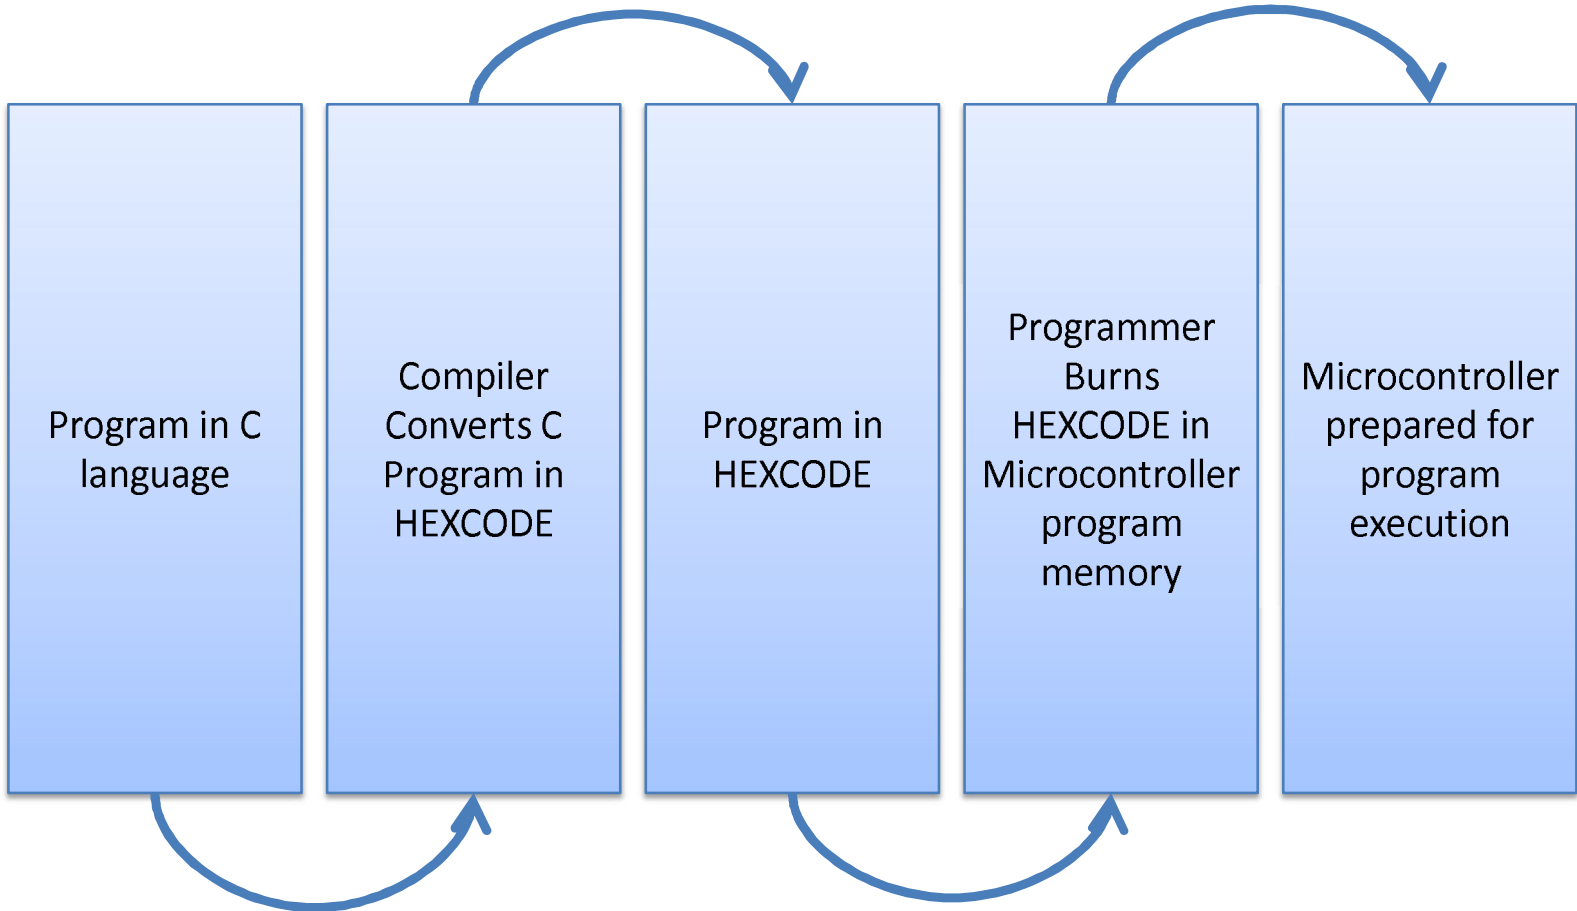 Program in C
language
Compiler
Converts C
Program in
HEXCODE
Program in
HEXCODE
Programmer
Burns
HEXCODE in
Microcontroller
program
memory
Microcontroller
prepared for
program
execution